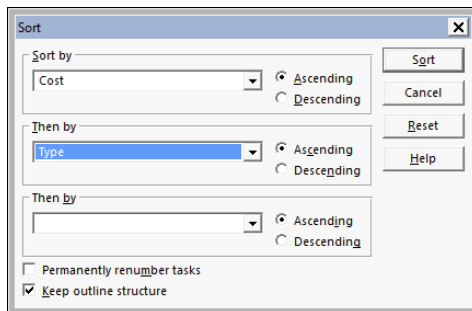 Sort
Sort by
Cost
Ascending
Descending
Sort
Cancel
Then by
Type
Ascending
Descending
Reset
Help
Then by
Ascending
Descending
Permanently renumber tasks
Keep outline structure